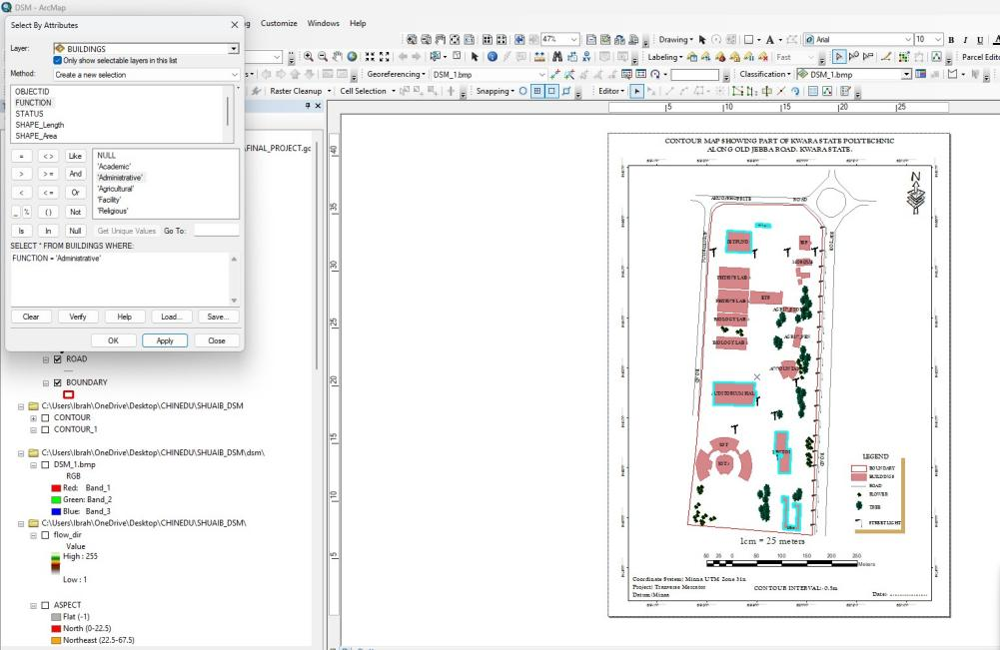 DSM - ArcMap
Select By Attributes
Customize Windows Help
Layer: BUILDINGS
Only show selectable layers in this list
Method: Create a new selection
OBJECTID
FUNCTION
STATUS
SHAPE_Length
SHAPE_Area
= <> Like
> >= And
< <= Or
_ % () Not
Is In Null
NULL
'Academic'
'Administrative'
'Agricultural'
'Facility'
'Religious'
Get Unique Values Go To:
SELECT * FROM BUILDINGS WHERE:
FUNCTION = 'Administrative'
Clear Verify Help Load... Save...
OK Apply Close
47%
Drawing
Arial 10 B I U A
Labeling Fast Parcel Edito
Georeferencing DSM_1.bmp
Classification DSM_1.bmp
Raster Cleanup Cell Selection Snapping Editor
5 10 15 20 25
40
35
30
25
20
15
10
5
\FINAL_PROJECT.gc
ROAD
BOUNDARY
C:\Users\Ibrah\OneDrive\Desktop\CHINEDU\SHUAIB_DSM
CONTOUR
CONTOUR_1
C:\Users\Ibrah\OneDrive\Desktop\CHINEDU\SHUAIB_DSM\dsm\
DSM_1.bmp
RGB
Red: Band_1
Green: Band_2
Blue: Band_3
C:\Users\Ibrah\OneDrive\Desktop\CHINEDU\SHUAIB_DSM\
flow_dir
Value
High : 255
Low : 1
ASPECT
Flat (-1)
North (0-22.5)
Northeast (22.5-67.5)
CONTOUR MAP SHOWING PART OF KWARA STATE POLYTECHNIC
ALONG OLD JEBBA ROAD. KWARA STATE.
N
ROAD
BIOLOGY LAB
BIOLOGY LAB
ROAD
ROAD
LEGEND
BOUNDARY
BUILDINGS
ROAD
FLOWER
TREE
STREET LIGHT
1cm = 25 meters
50 25 0 50 100 150 200 250
Meters
Coordinate System: Minna UTM Zone 31n
Project: Tranverse Mercator
Datum:Minna
CONTOUR INTERVAL:-0.5m
Date: